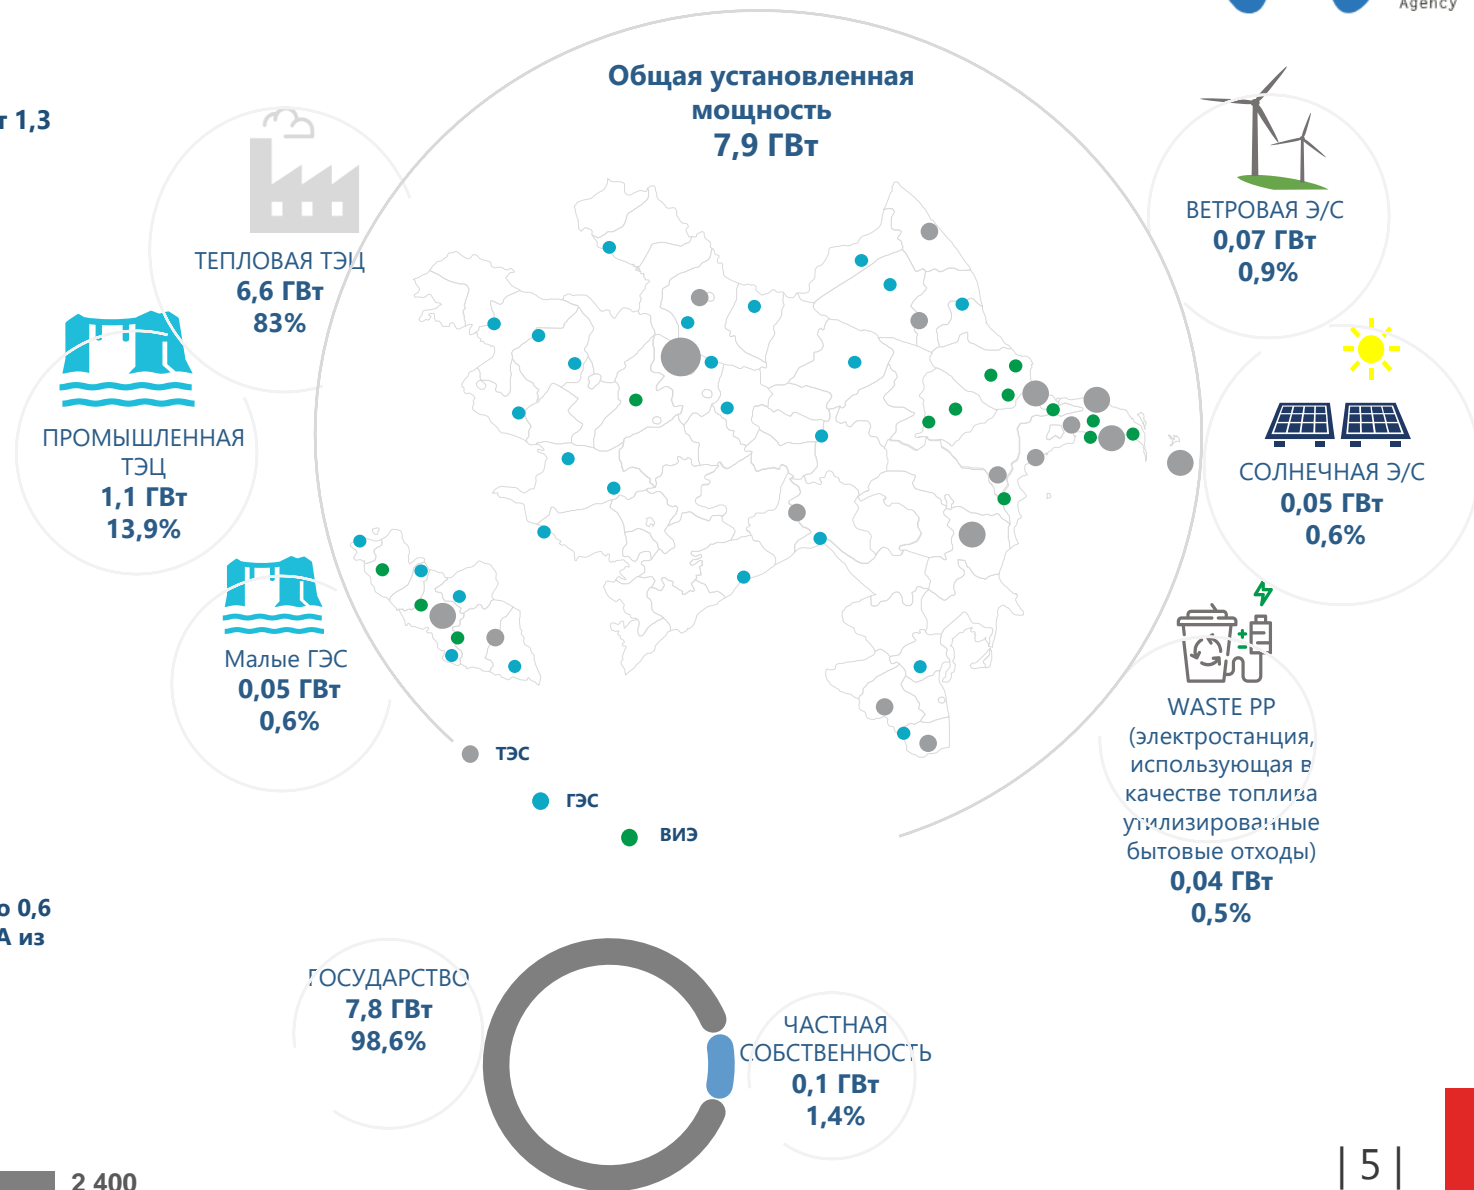 Agency
Общая установленная
мощность
7,9 ГВт
т 1,3
ТЕПЛОВАЯ ТЭЦ
6,6 ГВт
83%
ВЕТРОВАЯ Э/С
0,07 ГВт
0,9%
ПРОМЫШЛЕННАЯ
ТЭЦ
1,1 ГВт
13,9%
СОЛНЕЧНАЯ Э/С
0,05 ГВт
0,6%
Малые ГЭС
0,05 ГВт
0,6%
WASTE PP
(электростанция,
использующая в
качестве топлива
утилизированные
бытовые отходы)
0,04 ГВт
0,5%
ТЭС
ГЭС
ВИЭ
о 0,6
А из
ГОСУДАРСТВО
7,8 ГВт
98,6%
ЧАСТНАЯ
СОБСТВЕННОСТЬ
0,1 ГВт
1,4%
2 400
| 5 |